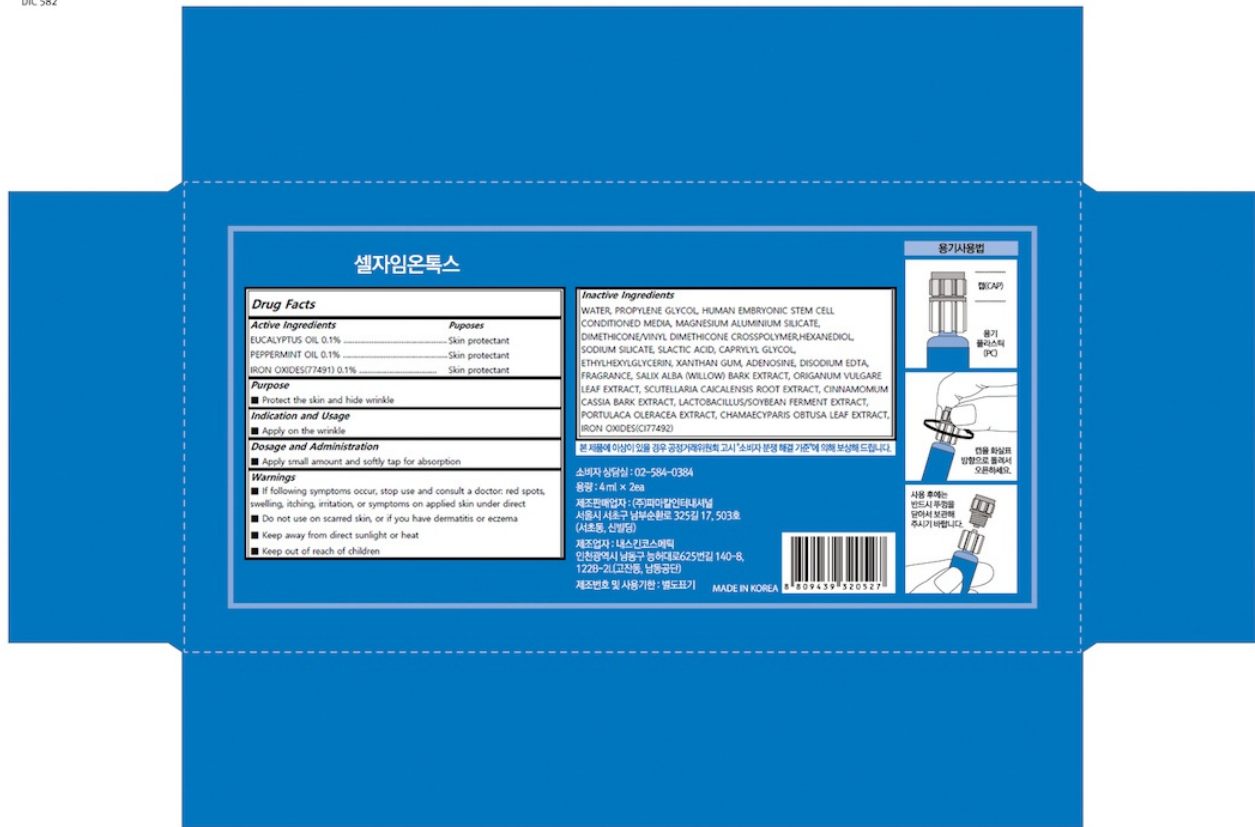 DIC 582
셀자임온톡스
Drug Facts
Active Ingredients Puposes
EUCALYPTUS OIL 0.1% Skin protectant
PEPPERMINT OIL 0.1% Skin protectant
IRON OXIDES(77491) 0.1% Skin protectant
Purpose
■ Protect the skin and hide wrinkle
Indication and Usage
■ Apply on the wrinkle
Dosage and Administration
■ Apply small amount and softly tap for absorption
Warnings
■ If following symptoms occur, stop use and consult a doctor: red spots,
swelling, itching, irritation, or symptoms on applied skin under direct
■ Do not use on scarred skin, or if you have dermatitis or eczema
■ Keep away from direct sunlight or heat
■ Keep out of reach of children
Inactive Ingredients
WATER, PROPYLENE GLYCOL, HUMAN EMBRYONIC STEM CELL
CONDITIONED MEDIA, MAGNESIUM ALUMINIUM SILICATE,
DIMETHICONE/VINYL DIMETHICONE CROSSPOLYMER,HEXANEDIOL,
SODIUM SILICATE, SLACTIC ACID, CAPRYLYL GLYCOL,
ETHYLHEXYLGLYCERIN, XANTHAN GUM, ADENOSINE, DISODIUM EDTA,
FRAGRANCE, SALIX ALBA (WILLOW) BARK EXTRACT, ORIGANUM VULGARE
LEAF EXTRACT, SCUTELLARIA CAICALENSIS ROOT EXTRACT, CINNAMOMUM
CASSIA BARK EXTRACT, LACTOBACILLUS/SOYBEAN FERMENT EXTRACT,
PORTULACA OLERACEA EXTRACT, CHAMAECYPARIS OBTUSA LEAF EXTRACT,
IRON OXIDES(CI77492)
본 제품에 이상이 있을 경우 공정거래위원회 고시 "소비자 분쟁 해결 기준"에 의해 보상해 드립니다.
소비자 상담실 : 02-584-0384
용량 : 4ml × 2ea
제조판매업자 : (주)파마칼인터내셔널
서울시 서초구 남부순환로 325길 17, 503호
(서초동, 신빌딩)
제조업자 : 내스킨코스메틱
인천광역시 남동구 능허대로625번길 140-8,
122B-2L(고잔동, 남동공단)
제조번호 및 사용기한 : 별도표기
MADE IN KOREA
8 809439 320527
용기사용법
캡(CAP)
용기
플라스틱
(PC)
캡을 화살표
방향으로 돌려서
오픈하세요.
사용 후에는
반드시 뚜껑을
닫아서 보관해
주시기 바랍니다.